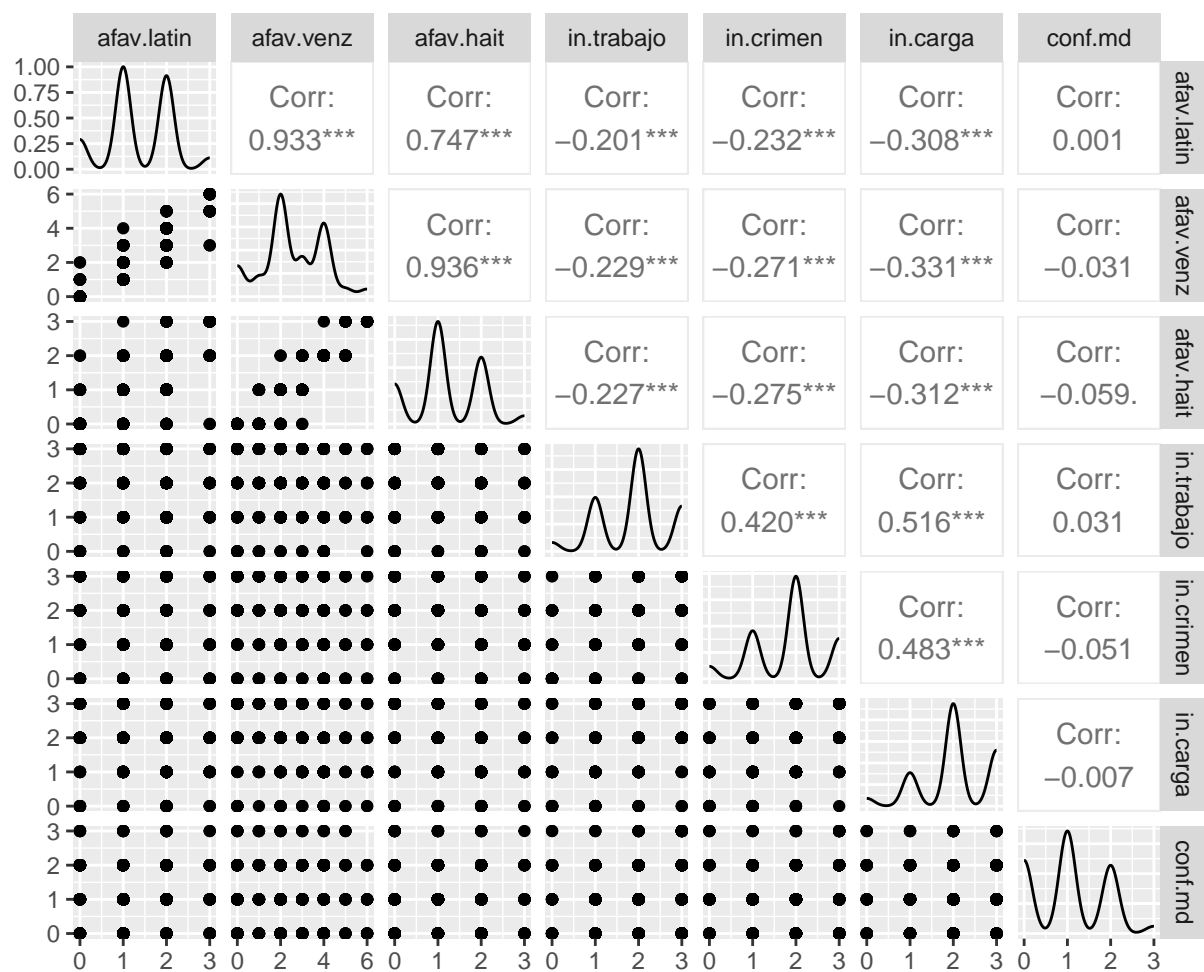 afav.latin afav.venz afav.hait in.trabajo in.crimen in.carga conf.md
1.00
0.75
0.50
0.25
0.00
Corr: Corr: Corr: Corr: Corr: Corr:
0.933*** 0.747*** −0.201*** −0.232*** −0.308*** 0.001
afav.latin
6
4
2
0
Corr: Corr: Corr: Corr: Corr:
0.936*** −0.229*** −0.271*** −0.331*** −0.031
afav.venz
3
2
1
0
Corr: Corr: Corr: Corr:
−0.227*** −0.275*** −0.312*** −0.059.
afav.hait
3
2
1
0
Corr: Corr: Corr:
0.420*** 0.516*** 0.031
in.trabajo
3
2
1
0
Corr: Corr:
0.483*** −0.051
in.crimen
3
2
1
0
Corr:
−0.007
in.carga
3
2
1
0
conf.md
0 1 2 3 0 2 4 6 0 1 2 3 0 1 2 3 0 1 2 3 0 1 2 3 0 1 2 3